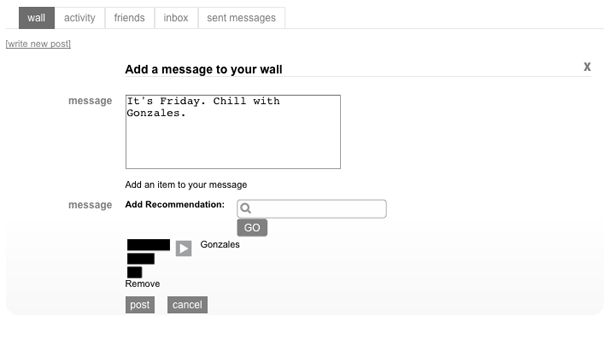 wall activity friends inbox sent messages
[write new post]
Add a message to your wall X
message It's Friday. Chill with
Gonzales.
Add an item to your message
message Add Recommendation:
GO
Gonzales
Remove
post cancel